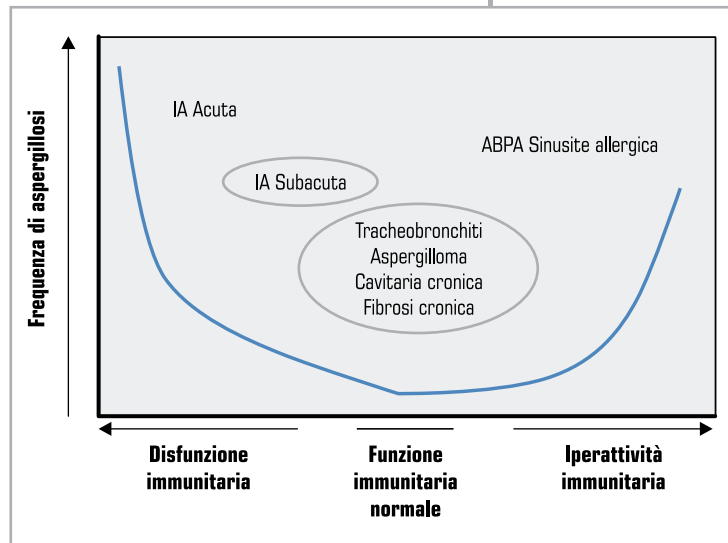 Frequenza di aspergillosi
IA Acuta
ABPA Sinusite allergica
IA Subacuta
Tracheobronchiti
Aspergilloma
Cavitaria cronica
Fibrosi cronica
Disfunzione
immunitaria
Funzione
immunitaria
normale
Iperattività
immunitaria